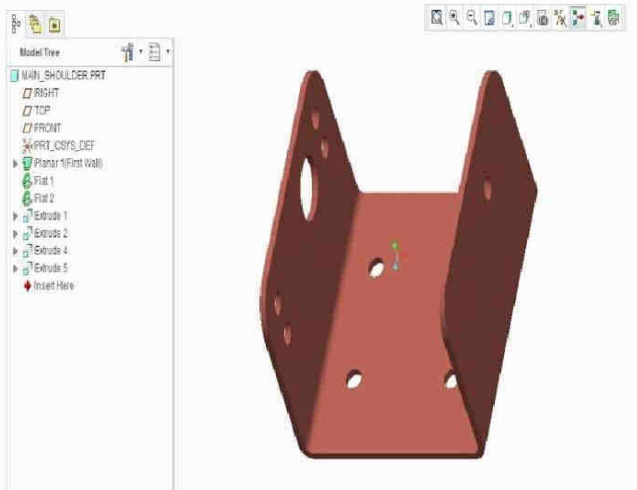 Model Tree
MAIN_SHOULDER.PRT
RIGHT
TOP
FRONT
PRT_CSYS_DEF
Planar 1(First Wall)
Flat 1
Flat 2
Extrude 1
Extrude 2
Extrude 4
Extrude 5
Insert Here